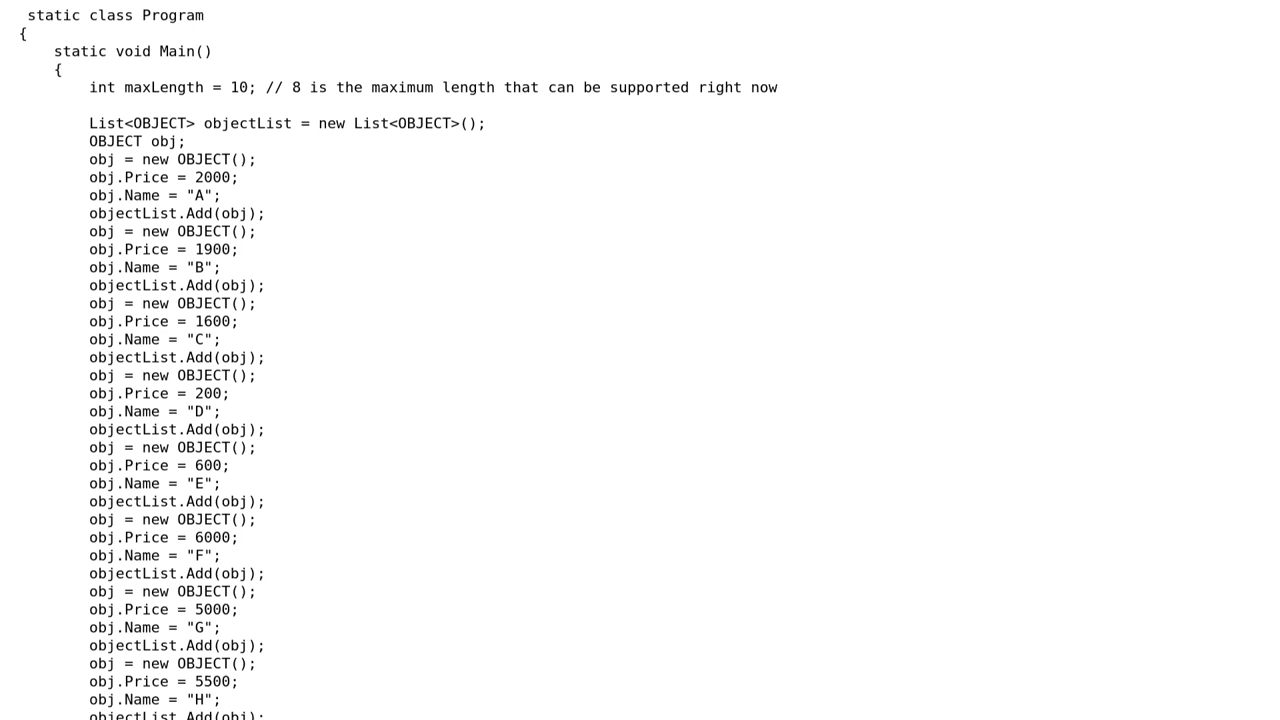 static class Program
{
    static void Main()
    {
        int maxLength = 10; // 8 is the maximum length that can be supported right now

        List<OBJECT> objectList = new List<OBJECT>();
        OBJECT obj;
        obj = new OBJECT();
        obj.Price = 2000;
        obj.Name = "A";
        objectList.Add(obj);
        obj = new OBJECT();
        obj.Price = 1900;
        obj.Name = "B";
        objectList.Add(obj);
        obj = new OBJECT();
        obj.Price = 1600;
        obj.Name = "C";
        objectList.Add(obj);
        obj = new OBJECT();
        obj.Price = 200;
        obj.Name = "D";
        objectList.Add(obj);
        obj = new OBJECT();
        obj.Price = 600;
        obj.Name = "E";
        objectList.Add(obj);
        obj = new OBJECT();
        obj.Price = 6000;
        obj.Name = "F";
        objectList.Add(obj);
        obj = new OBJECT();
        obj.Price = 5000;
        obj.Name = "G";
        objectList.Add(obj);
        obj = new OBJECT();
        obj.Price = 5500;
        obj.Name = "H";
        objectList.Add(obj);